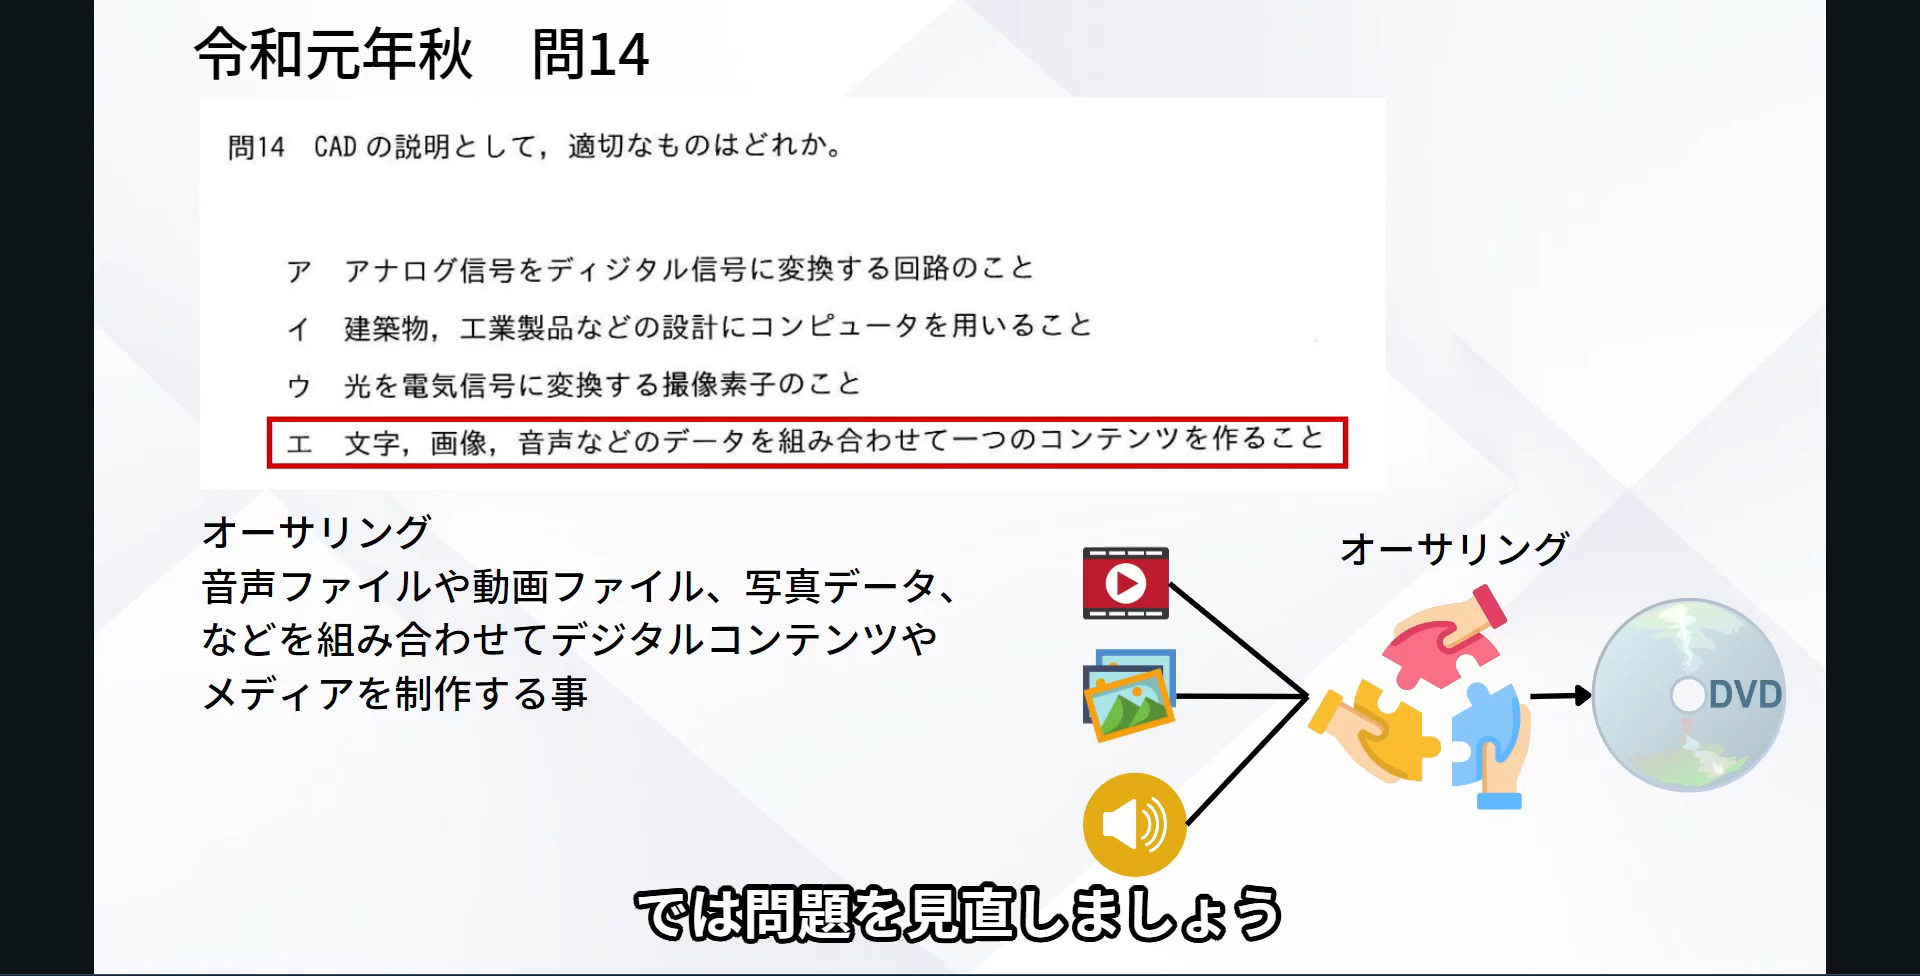 令和元年秋　問14
問14　CADの説明として，適切なものはどれか。
ア　アナログ信号をディジタル信号に変換する回路のこと
イ　建築物，工業製品などの設計にコンピュータを用いること
ウ　光を電気信号に変換する撮像素子のこと
エ　文字，画像，音声などのデータを組み合わせて一つのコンテンツを作ること
オーサリング
音声ファイルや動画ファイル、写真データ、
などを組み合わせてデジタルコンテンツや
メディアを制作する事
オーサリング
DVD
では問題を見直しましょう